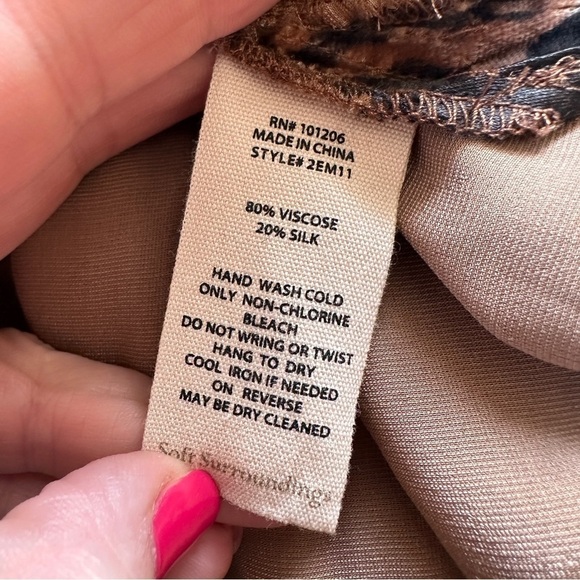 RN# 101206
MADE IN CHINA
STYLE# 2EM11
80% VISCOSE
20% SILK
HAND WASH COLD
ONLY NON-CHLORINE
BLEACH
DO NOT WRING OR TWIST
HANG TO DRY
COOL IRON IF NEEDED
ON REVERSE
MAY BE DRY CLEANED
Soft Surroundings